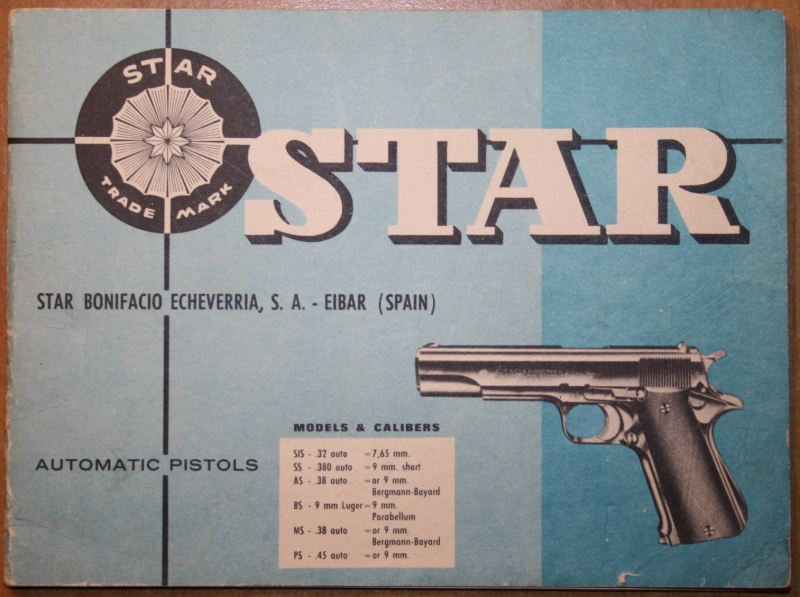 STAR
TRADE MARK
STAR
STAR BONIFACIO ECHEVERRIA, S. A. - EIBAR (SPAIN)
AUTOMATIC PISTOLS
MODELS & CALIBERS
SIS - .32 auto = 7,65 mm.
SS - .380 auto = 9 mm. short
AS - .38 auto = or 9 mm
Bergmann-Bayard
BS - 9 mm Luger = 9 mm.
Parabellum
MS - .38 auto = or 9 mm.
Bergmann-Bayard
PS - .45 auto = or 9 mm.